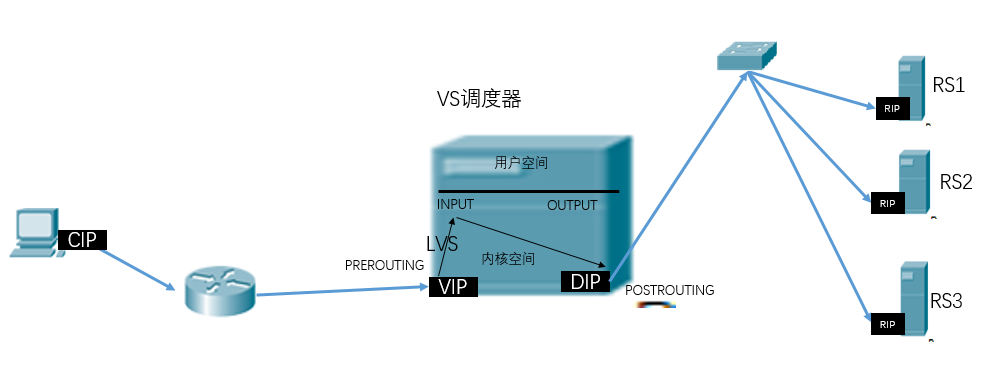 VS调度器
RS1
RIP
用户空间
RS2
RIP
INPUT
OUTPUT
CIP
LVS
内核空间
PREROUTING
VIP
DIP
POSTROUTING
RS3
RIP